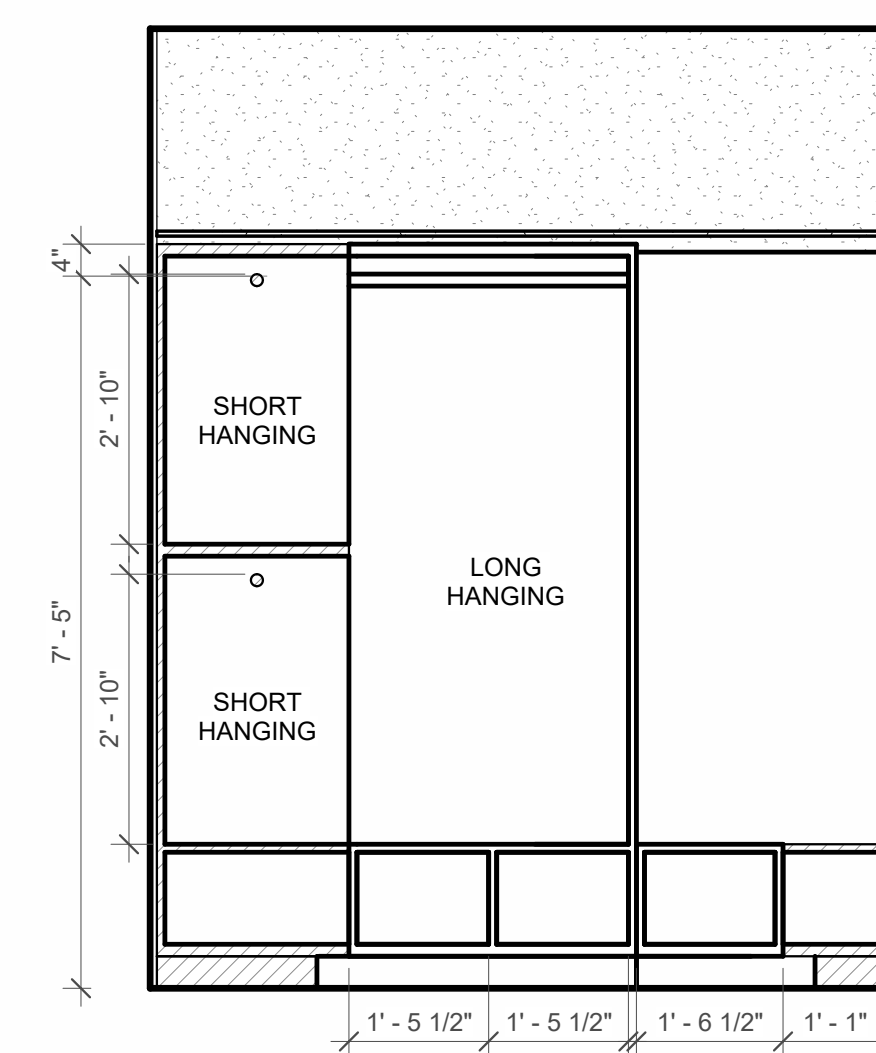 4"
2' - 10"
SHORT
HANGING
LONG
HANGING
7' - 5"
2' - 10"
SHORT
HANGING
1' - 5 1/2"
1' - 5 1/2"
1' - 6 1/2"
1' - 1"